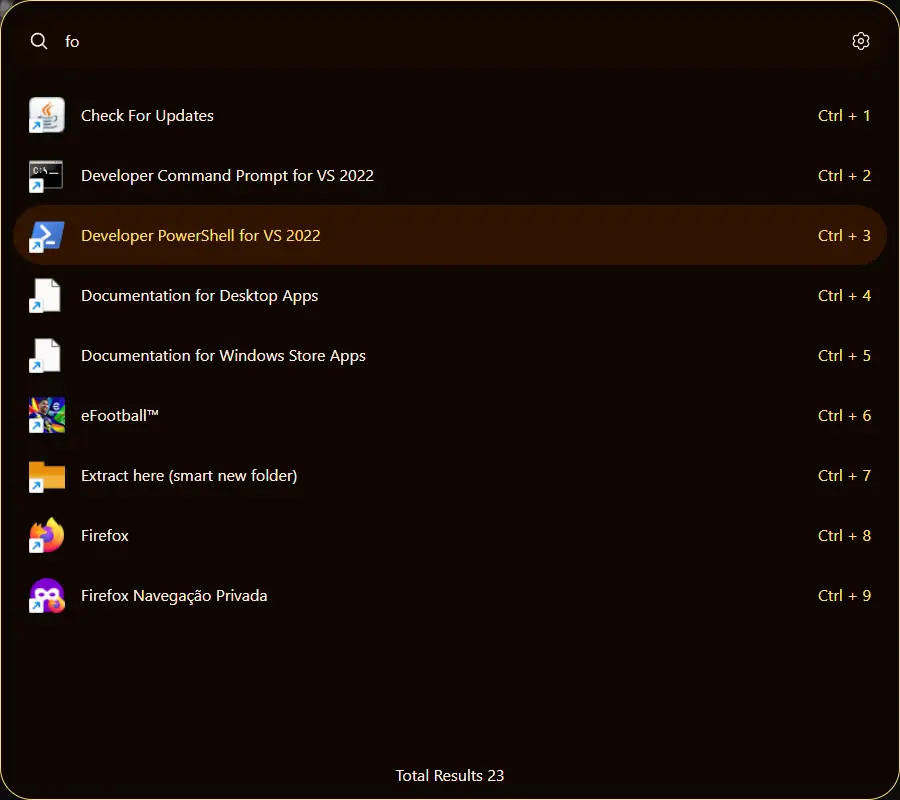 fo
Check For Updates Ctrl + 1
C:\
Developer Command Prompt for VS 2022 Ctrl + 2
Developer PowerShell for VS 2022 Ctrl + 3
Documentation for Desktop Apps Ctrl + 4
Documentation for Windows Store Apps Ctrl + 5
eFootball™ Ctrl + 6
Extract here (smart new folder) Ctrl + 7
Firefox Ctrl + 8
Firefox Navegação Privada Ctrl + 9
Total Results 23